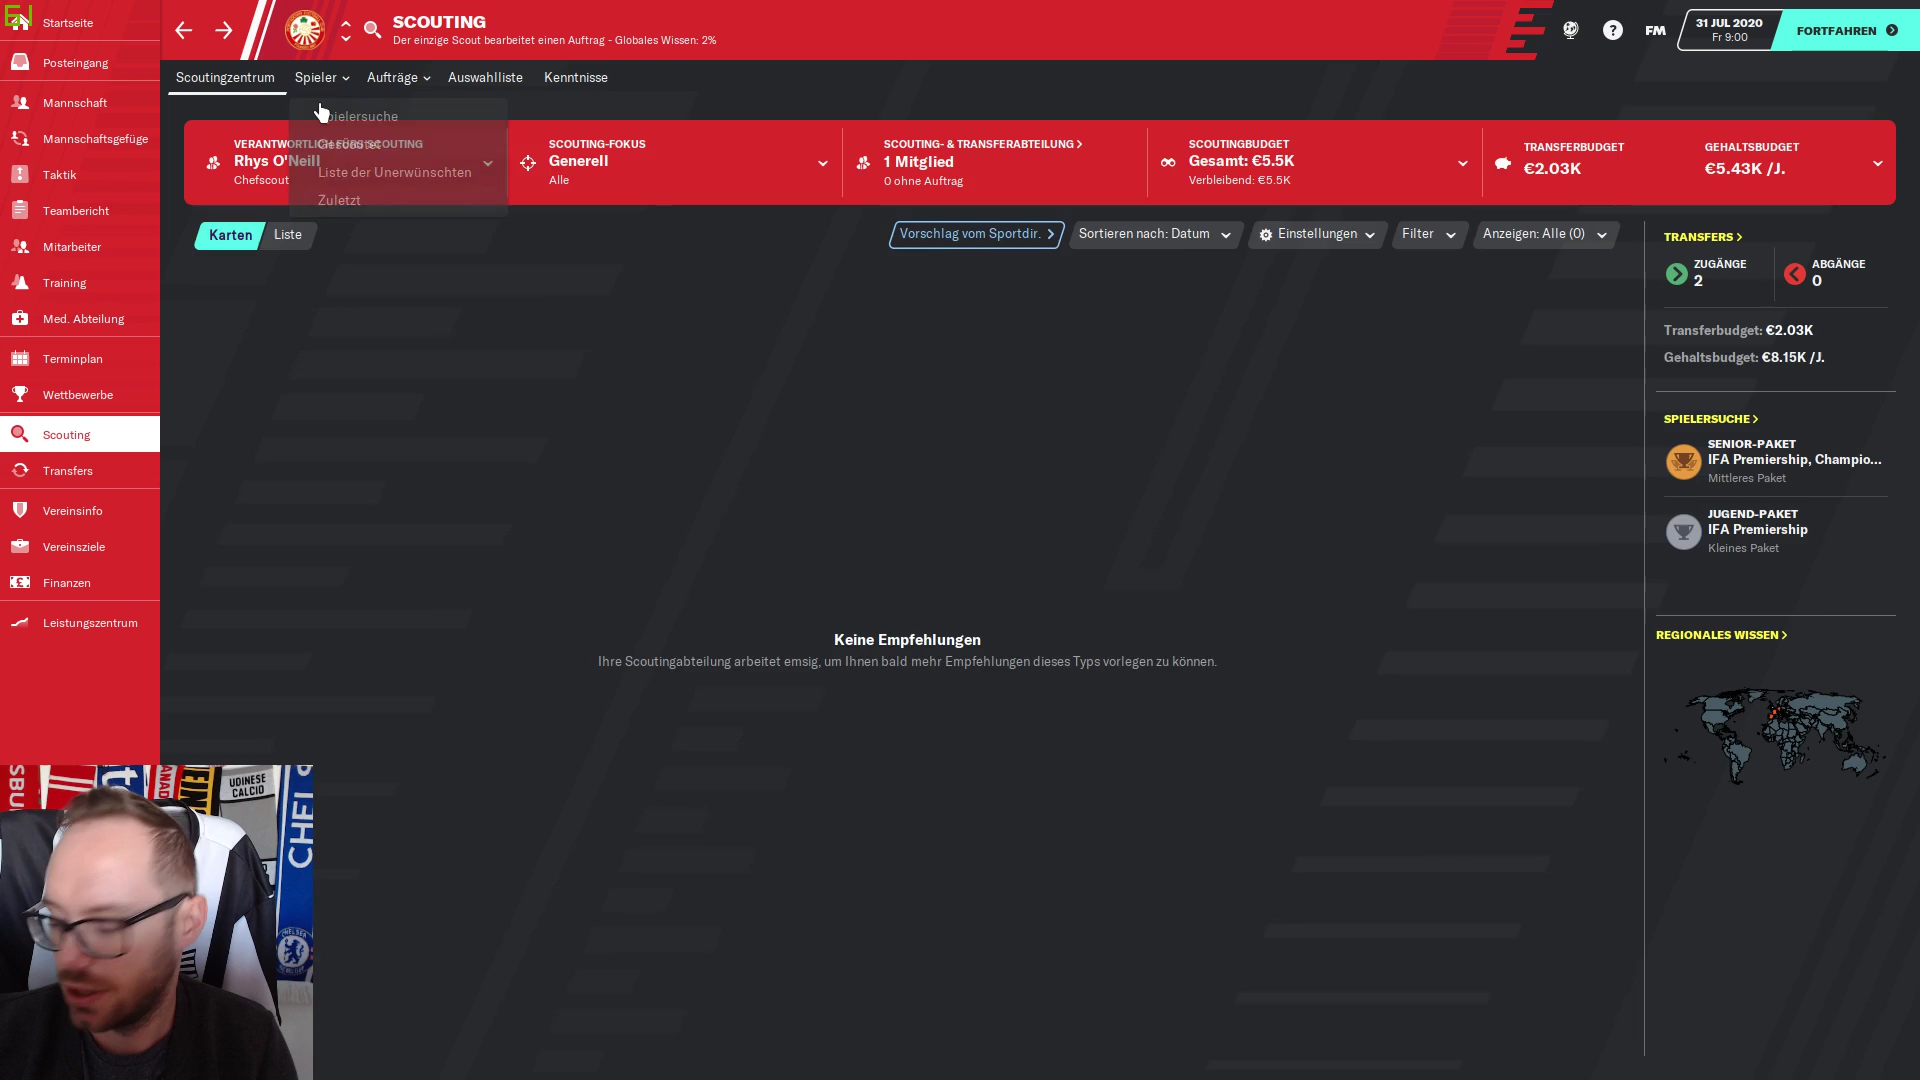 Startseite
Posteingang
Mannschaft
Mannschaftsgefüge
Taktik
Teambericht
Mitarbeiter
Training
Med. Abteilung
Terminplan
Wettbewerbe
Scouting
Transfers
Vereinsinfo
Vereinsziele
Finanzen
Leistungszentrum
SCOUTING
Der einzige Scout bearbeitet einen Auftrag - Globales Wissen: 2%
FM
31 JUL 2020
Fr 9:00
FORTFAHREN
Scoutingzentrum
Spieler
Aufträge
Auswahlliste
Kenntnisse
Spielersuche
Gescoutet
Liste der Unerwünschten
Zuletzt
VERANTWORTLICH FÜRS SCOUTING
Rhys O'Neill
Chefscout
SCOUTING-FOKUS
Generell
Alle
SCOUTING- & TRANSFERABTEILUNG >
1 Mitglied
0 ohne Auftrag
SCOUTINGBUDGET
Gesamt: €5.5K
Verbleibend: €5.5K
TRANSFERBUDGET
€2.03K
GEHALTSBUDGET
€5.43K /J.
Karten
Liste
Vorschlag vom Sportdir. >
Sortieren nach: Datum
Einstellungen
Filter
Anzeigen: Alle (0)
Keine Empfehlungen
Ihre Scoutingabteilung arbeitet emsig, um Ihnen bald mehr Empfehlungen dieses Typs vorlegen zu können.
TRANSFERS >
ZUGÄNGE
2
ABGÄNGE
0
Transferbudget: €2.03K
Gehaltsbudget: €8.15K /J.
SPIELERSUCHE >
SENIOR-PAKET
IFA Premiership, Champio...
Mittleres Paket
JUGEND-PAKET
IFA Premiership
Kleines Paket
REGIONALES WISSEN >
UDINESE
CALCIO